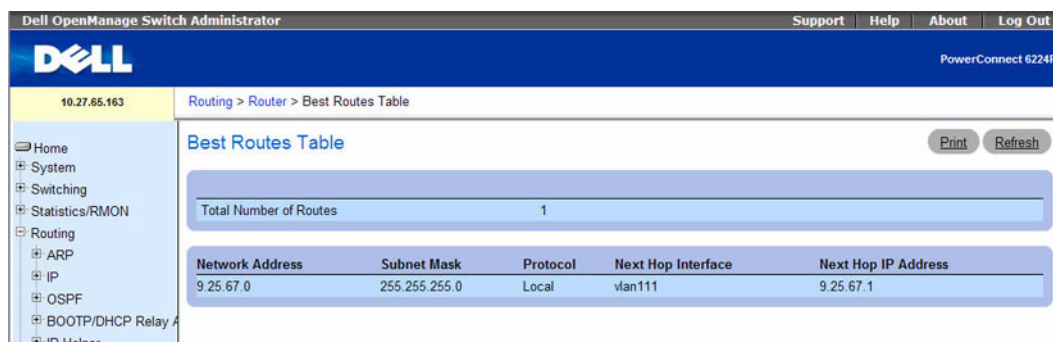 Dell OpenManage Switch Administrator Support Help About Log Out
DELL
PowerConnect 6224
10.27.65.163
Routing > Router > Best Routes Table
Home
System
Switching
Statistics/RMON
Routing
ARP
IP
OSPF
BOOTP/DHCP Relay
Best Routes Table
Print Refresh
Total Number of Routes 1
Network Address Subnet Mask Protocol Next Hop Interface Next Hop IP Address
9.25.67.0 255.255.255.0 Local vlan111 9.25.67.1